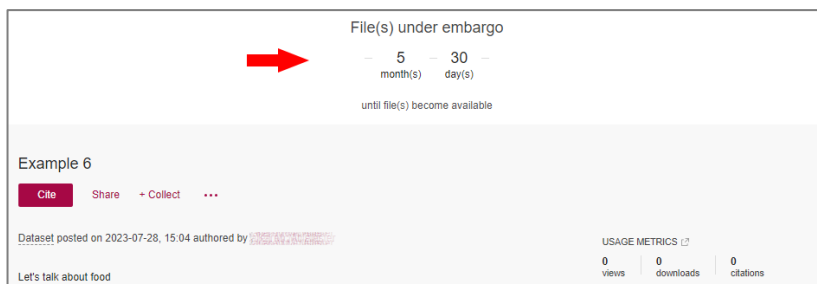 File(s) under embargo
– 5 – 30 –
month(s) day(s)
until file(s) become available
Example 6
Cite Share + Collect •••
Dataset posted on 2023-07-28, 15:04 authored by
USAGE METRICS
0 0 0
views downloads citations
Let's talk about food